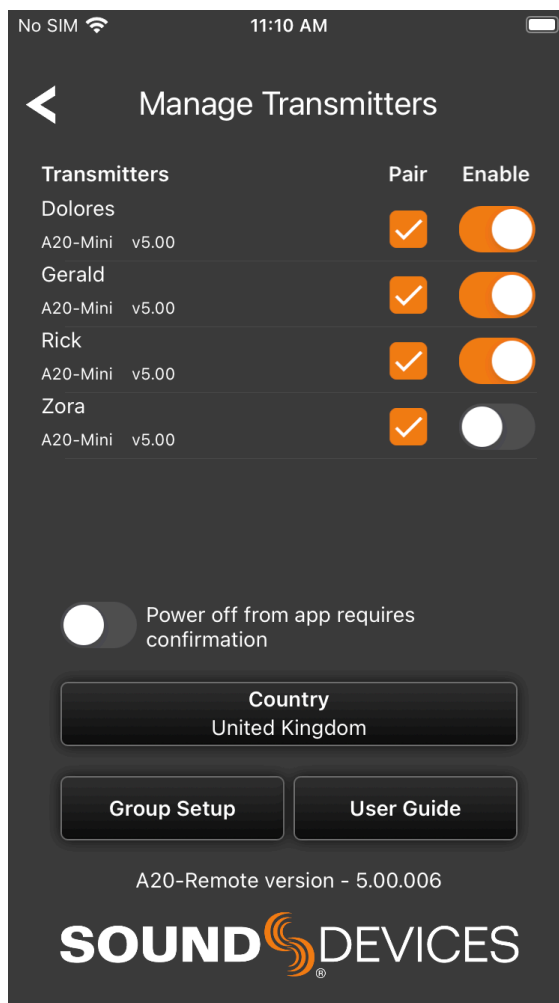 No SIM 11:10 AM
Manage Transmitters
Transmitters Pair Enable
Dolores
A20-Mini v5.00
Gerald
A20-Mini v5.00
Rick
A20-Mini v5.00
Zora
A20-Mini v5.00
Power off from app requires
confirmation
Country
United Kingdom
Group Setup User Guide
A20-Remote version - 5.00.006
SOUND DEVICES®